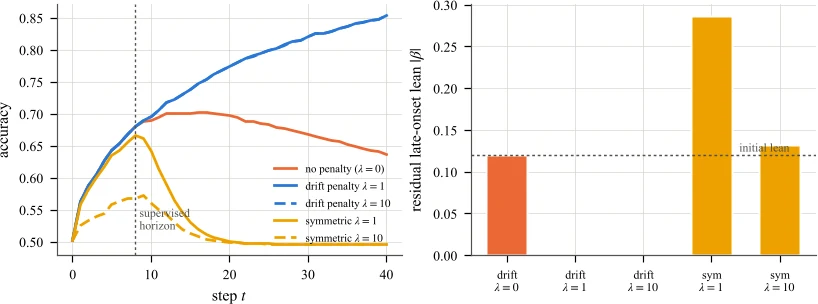 0.85
0.80
0.75
0.70
0.65
0.60
0.55
0.50
accuracy
0
10
20
30
40
step t
supervised
horizon
no penalty (λ = 0)
drift penalty λ = 1
drift penalty λ = 10
symmetric λ = 1
symmetric λ = 10
0.30
0.25
0.20
0.15
0.10
0.05
0.00
residual late-onset lean |β|
initial lean
drift
λ = 0
drift
λ = 1
drift
λ = 10
sym
λ = 1
sym
λ = 10